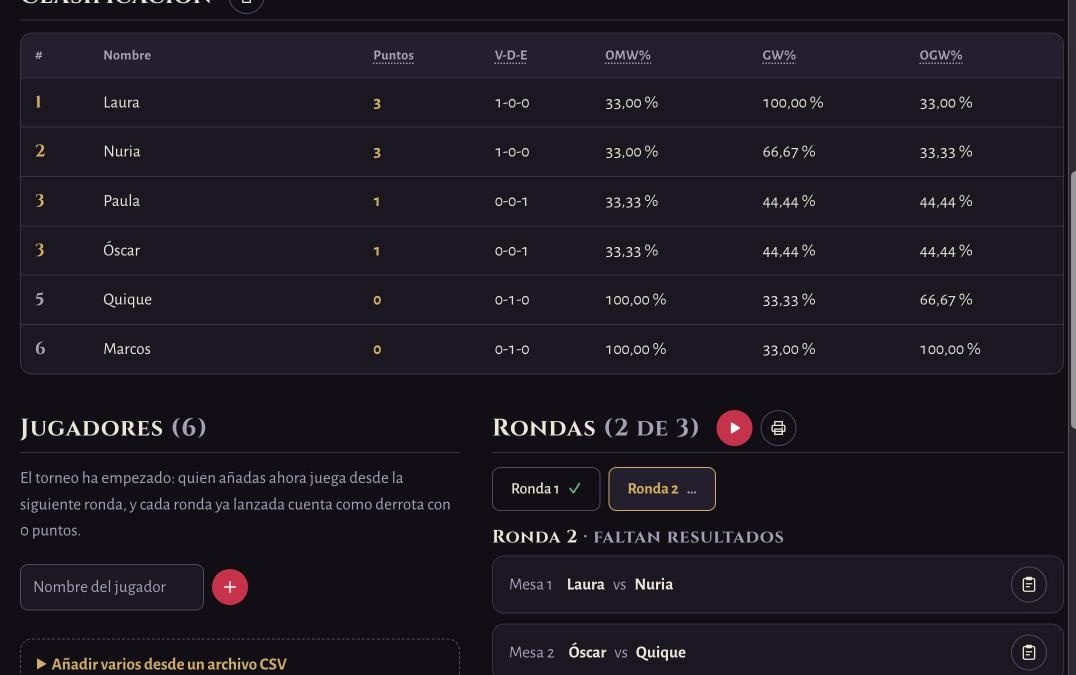 CLASIFICACIÓN
# Nombre Puntos V-D-E OMW% GW% OGW%
1 Laura 3 1-0-0 33,00 % 100,00 % 33,00 %
2 Nuria 3 1-0-0 33,00 % 66,67 % 33,33 %
3 Paula 1 0-0-1 33,33 % 44,44 % 44,44 %
3 Óscar 1 0-0-1 33,33 % 44,44 % 44,44 %
5 Quique 0 0-1-0 100,00 % 33,33 % 66,67 %
6 Marcos 0 0-1-0 100,00 % 33,00 % 100,00 %
JUGADORES (6)
El torneo ha empezado: quien añadas ahora juega desde la
siguiente ronda, y cada ronda ya lanzada cuenta como derrota con
0 puntos.
Nombre del jugador
Añadir varios desde un archivo CSV
RONDAS (2 DE 3)
Ronda 1 ✓ Ronda 2 ...
RONDA 2 · FALTAN RESULTADOS
Mesa 1 Laura vs Nuria
Mesa 2 Óscar vs Quique